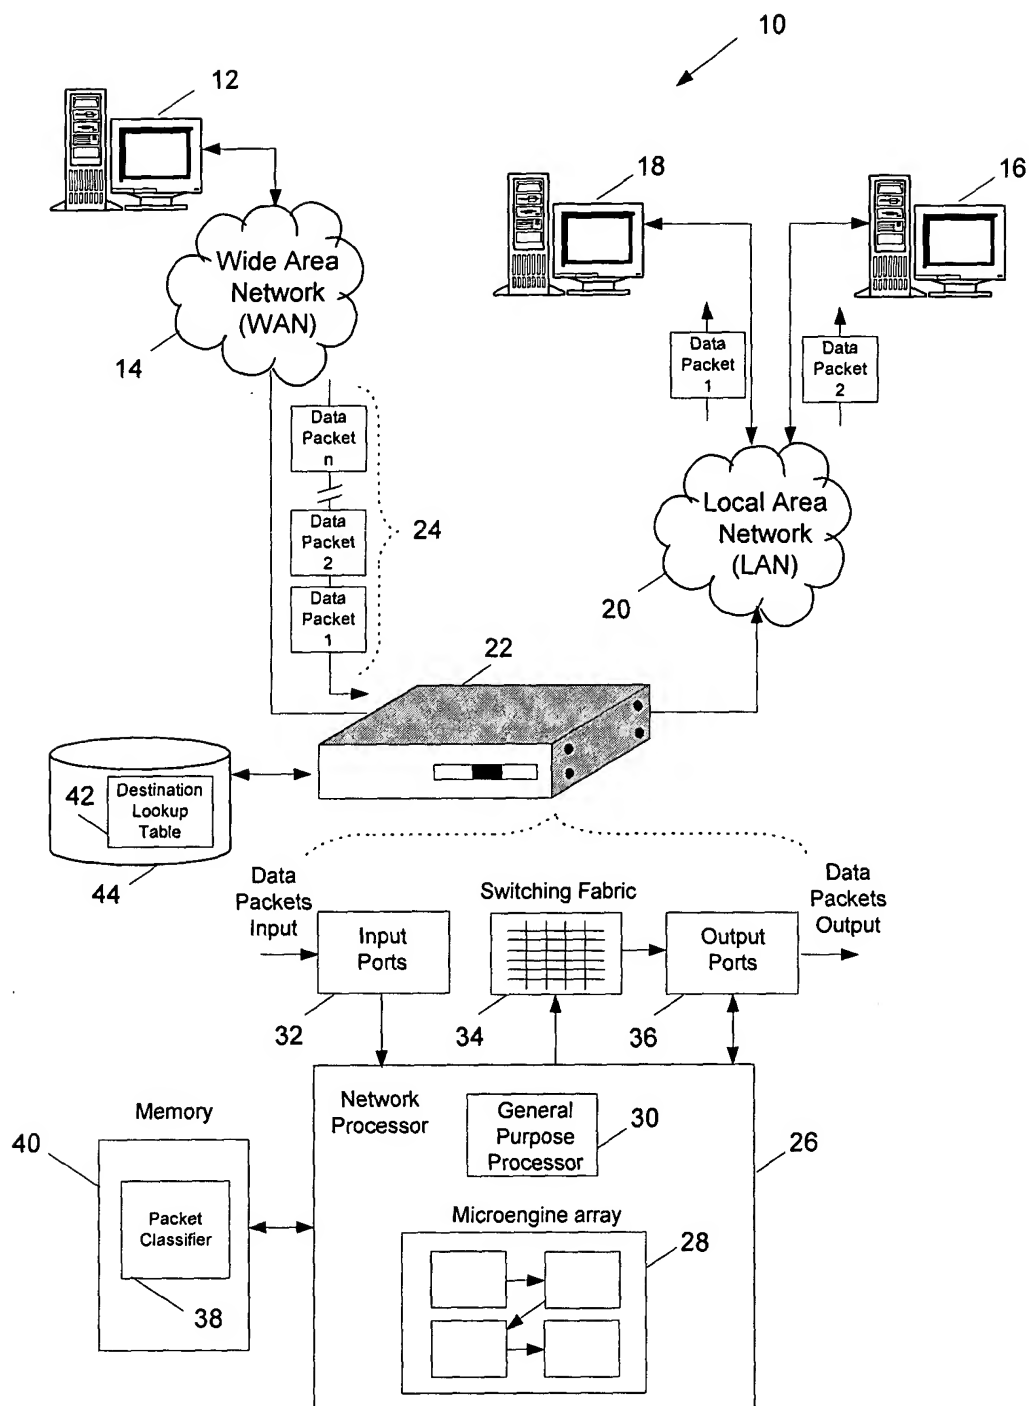 10
12
18
16
Wide Area
Network
(WAN)
14
Data
Packet
1
Data
Packet
2
Data
Packet
n
Data
Packet
2
Data
Packet
1
24
Local Area
Network
(LAN)
20
22
42
Destination
Lookup
Table
44
Data
Packets
Input
Switching Fabric
Data
Packets
Output
Input
Ports
Output
Ports
32
34
36
Memory
40
Packet
Classifier
38
Network
Processor
General
Purpose
Processor
30
26
Microengine array
28